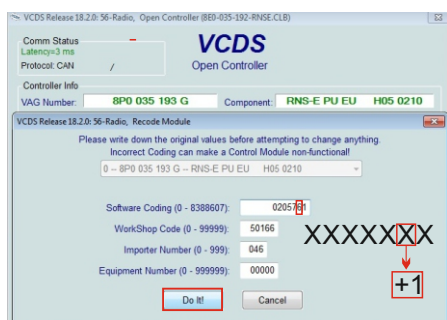 VCDS Release 18.2.0: 56-Radio, Open Controller (8E0-035-192-RNSE.CLB)
Comm Status
Latency=3 ms
Protocol: CAN /
VCDS
Open Controller
Controller Info
VAG Number: 8P0 035 193 G Component: RNS-E PU EU H05 0210
VCDS Release 18.2.0: 56-Radio, Recode Module
Please write down the original values before attempting to change anything.
Incorrect Coding can make a Control Module non-functional!
0 -- 8P0 035 193 G -- RNS-E PU EU H05 0210
Software Coding (0 - 8388607): 0205761
WorkShop Code (0 - 99999): 50166
Importer Number (0 - 999): 046
Equipment Number (0 - 999999): 00000
XXXXXXX
+1
Do It! Cancel